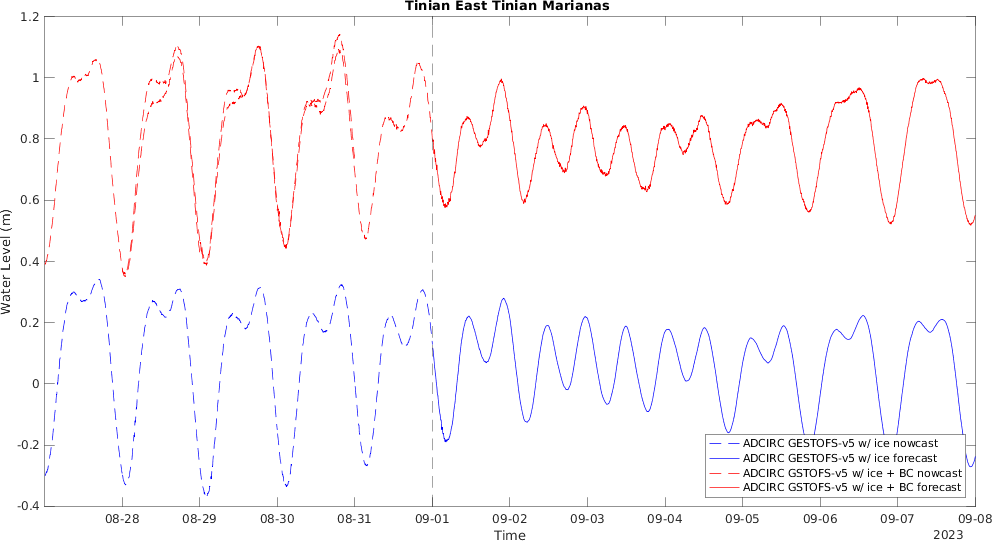 Tinian East Tinian Marianas
1.2
1
0.8
0.6
0.4
0.2
0
-0.2
-0.4
Water Level (m)
ADCIRC GESTOFS-v5 w/ ice nowcast
ADCIRC GESTOFS-v5 w/ ice forecast
ADCIRC GSTOFS-v5 w/ ice + BC nowcast
ADCIRC GSTOFS-v5 w/ ice + BC forecast
08-28 08-29 08-30 08-31 09-01 09-02 09-03 09-04 09-05 09-06 09-07 09-08
Time
2023